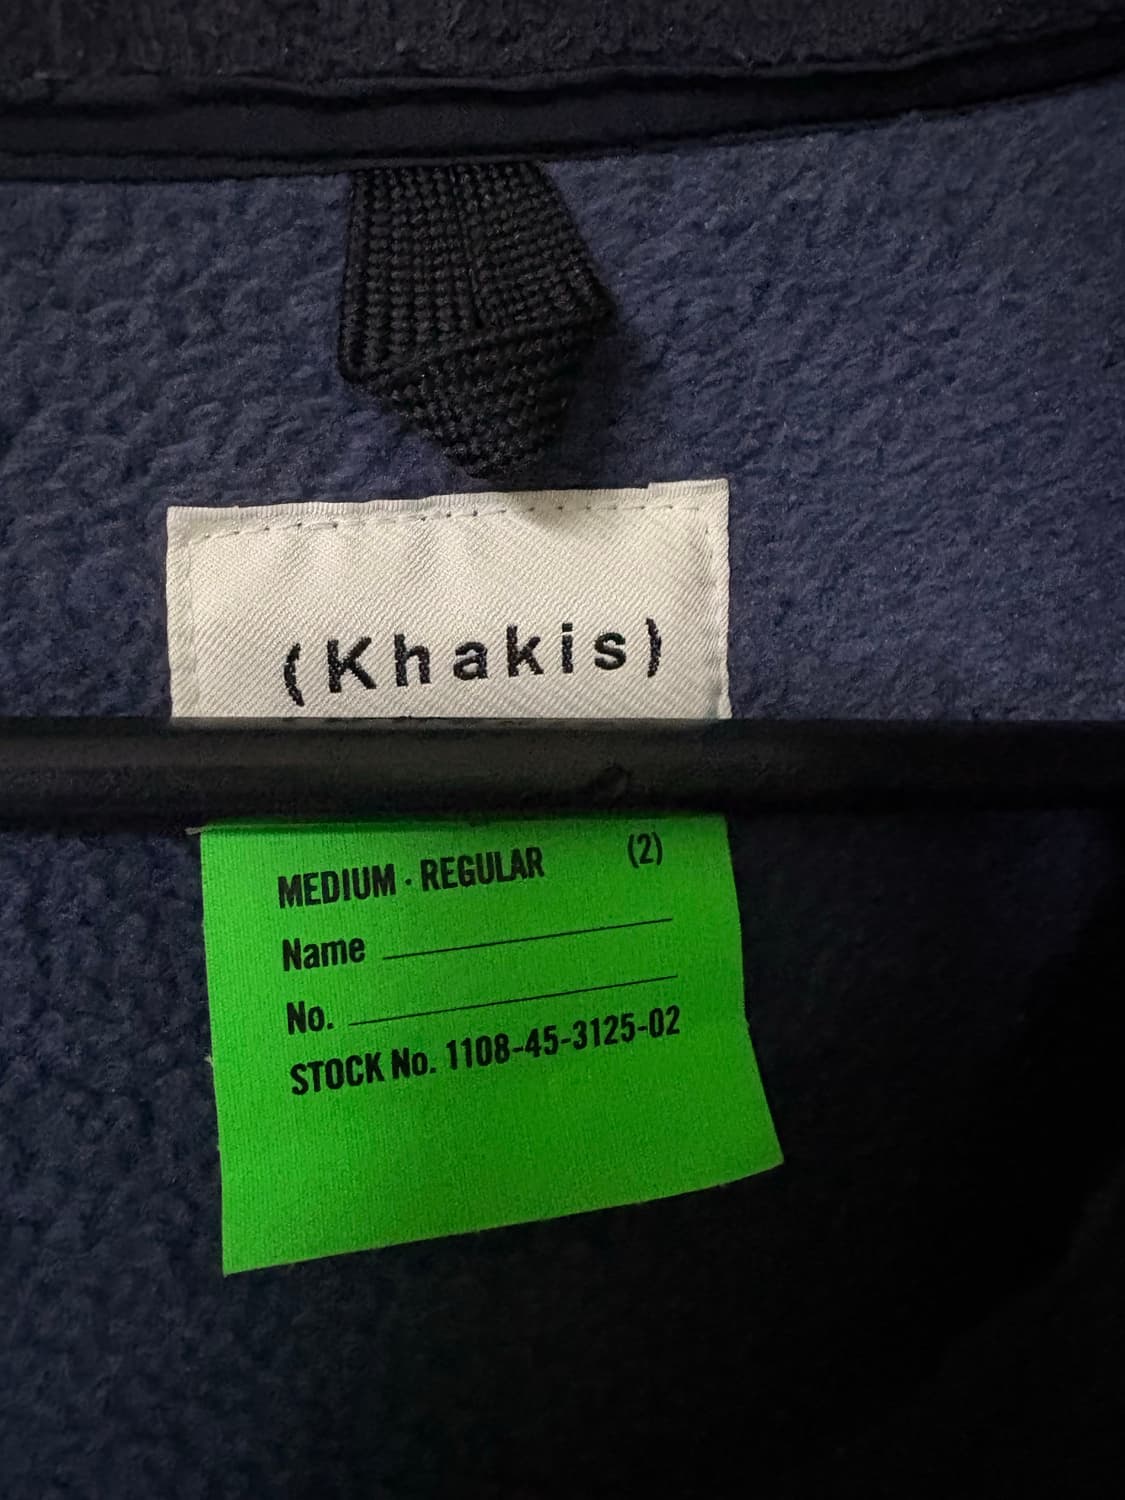 (Khakis)
MEDIUM · REGULAR (2)
Name
No.
STOCK No. 1108-45-3125-02